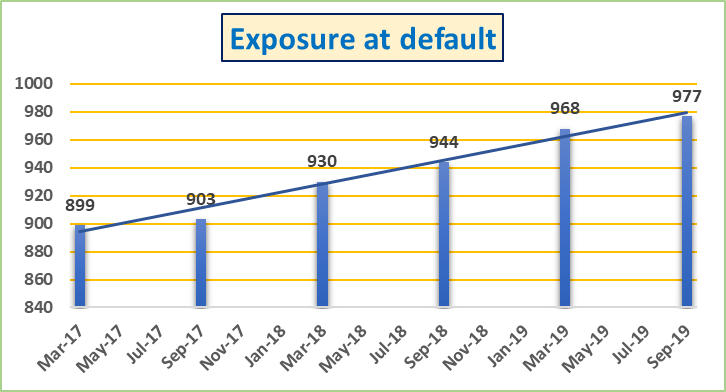 Exposure at default
1000
980
960
940
920
900
880
860
840
899
903
930
944
968
977
Mar-17
May-17
Jul-17
Sep-17
Nov-17
Jan-18
Mar-18
May-18
Jul-18
Sep-18
Nov-18
Jan-19
Mar-19
May-19
Jul-19
Sep-19